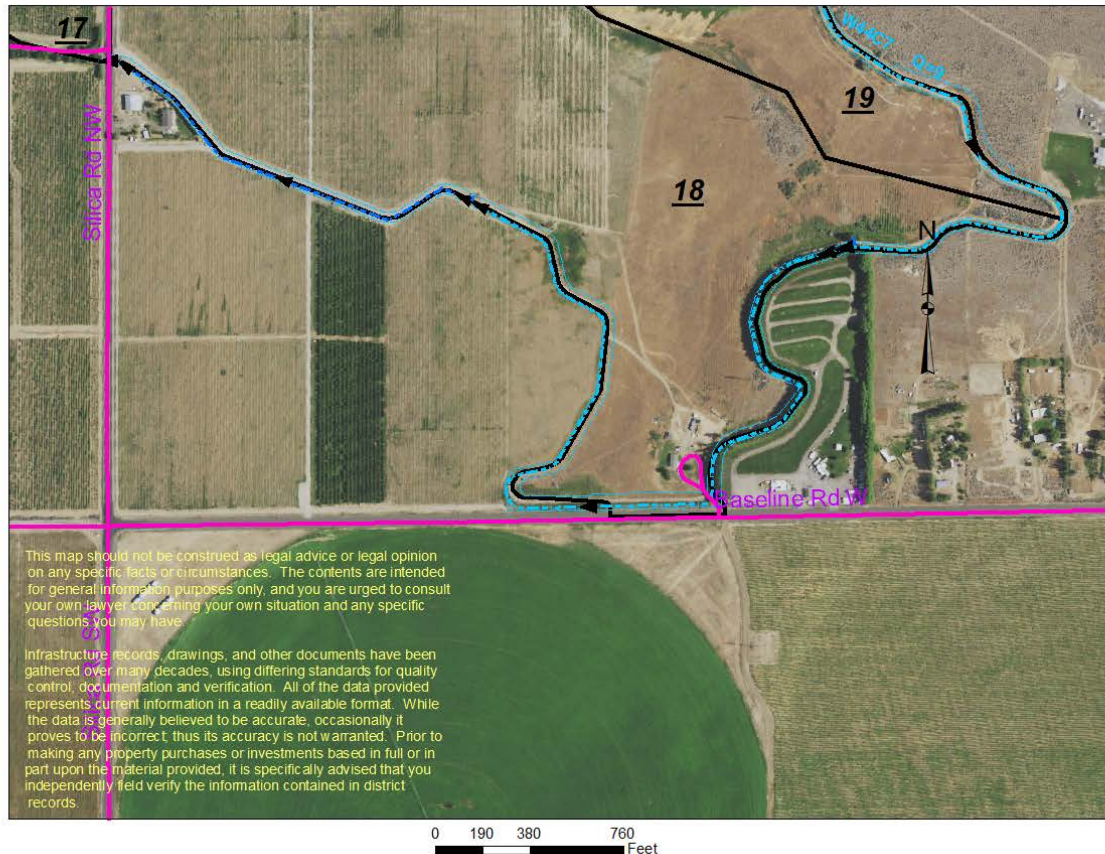 17
W44C7 Q=9
19
18
Silica Rd NW
N
Baseline Rd W
This map should not be construed as legal advice or legal opinion
on any specific facts or circumstances. The contents are intended
for general information purposes only, and you are urged to consult
your own lawyer concerning your own situation and any specific
questions you may have.
Infrastructure records, drawings, and other documents have been
gathered over many decades, using differing standards for quality
control, documentation and verification. All of the data provided
represents current information in a readily available format. While
the data is generally believed to be accurate, occasionally it
proves to be incorrect; thus its accuracy is not warranted. Prior to
making any property purchases or investments based in full or in
part upon the material provided, it is specifically advised that you
independently field verify the information contained in district
records.
0 190 380 760
Feet